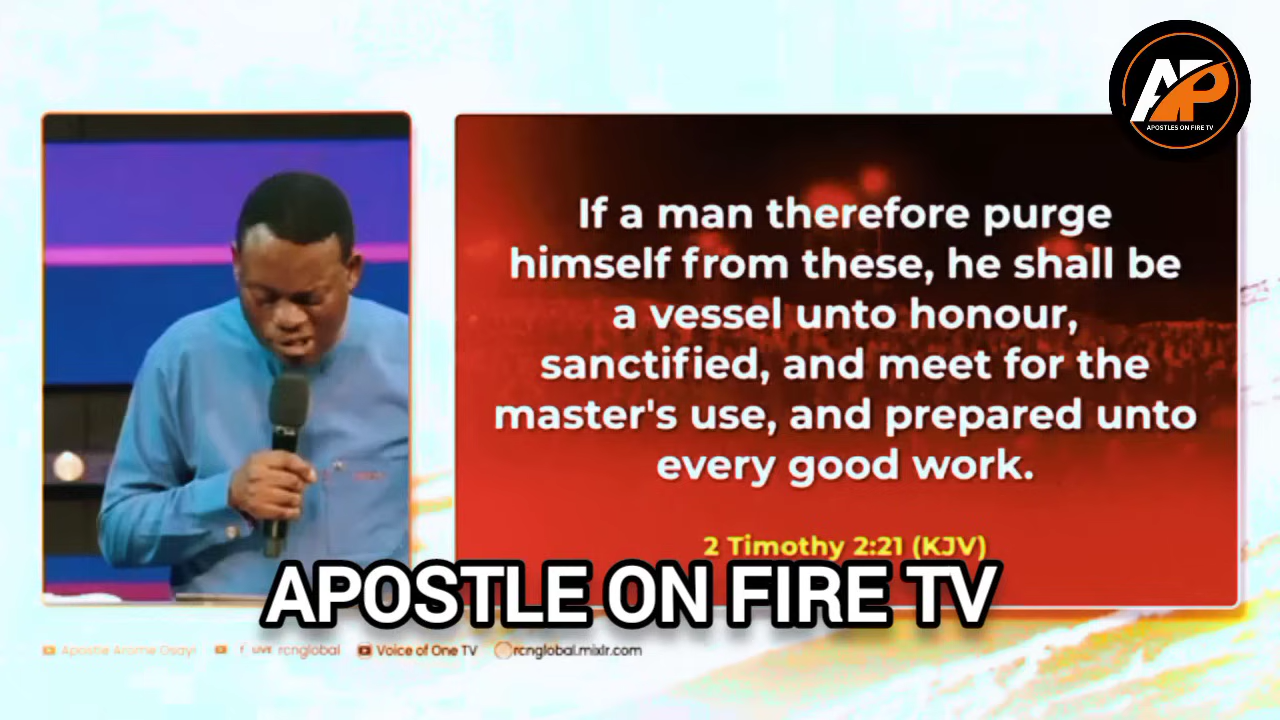 AP
APOSTLES ON FIRE TV
If a man therefore purge
himself from these, he shall be
a vessel unto honour,
sanctified, and meet for the
master's use, and prepared unto
every good work.
2 Timothy 2:21 (KJV)
APOSTLE ON FIRE TV
Apostle Arome Osayi f LIVE rcnglobal Voice of One TV rcnglobal.mixlr.com